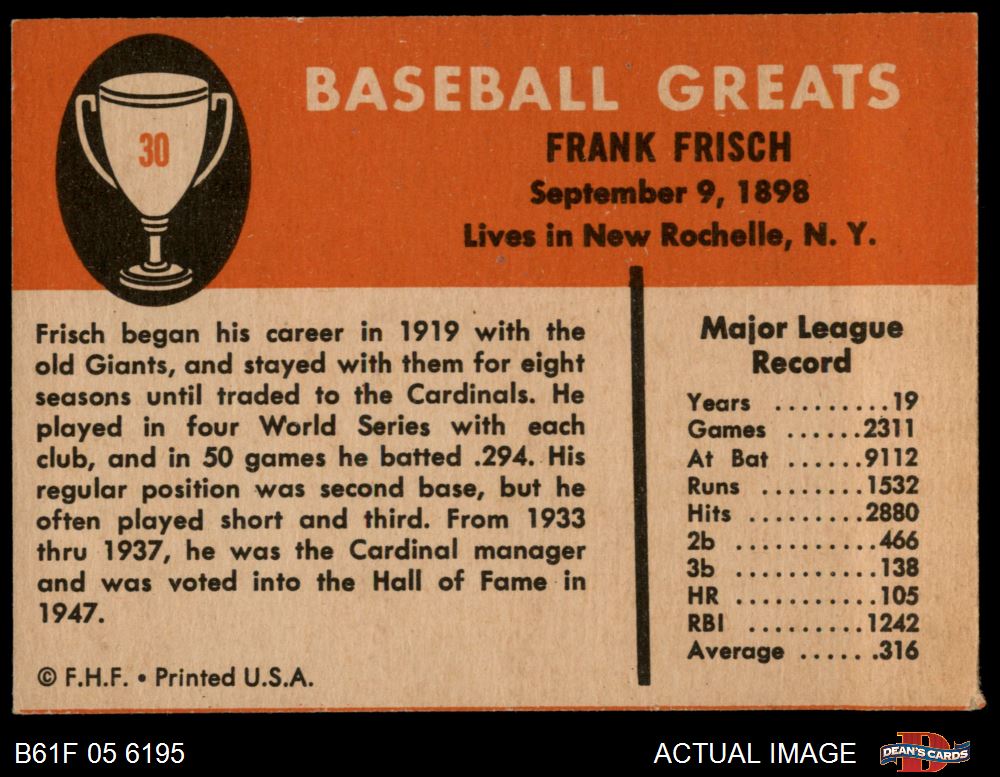 30
BASEBALL GREATS
FRANK FRISCH
September 9, 1898
Lives in New Rochelle, N. Y.
Frisch began his career in 1919 with the
old Giants, and stayed with them for eight
seasons until traded to the Cardinals. He
played in four World Series with each
club, and in 50 games he batted .294. His
regular position was second base, but he
often played short and third. From 1933
thru 1937, he was the Cardinal manager
and was voted into the Hall of Fame in
1947.
© F.H.F. • Printed U.S.A.
Major League
Record
Years .........19
Games ......2311
At Bat ......9112
Runs ........1532
Hits .........2880
2b ...........466
3b ...........138
HR ...........105
RBI .........1242
Average .......316
B61F 05 6195
ACTUAL IMAGE
DEAN'S CARDS